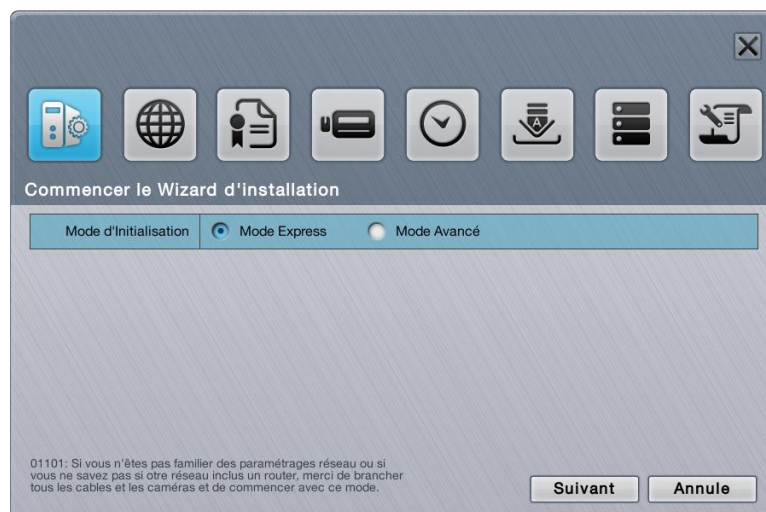 Commencer le Wizard d'installation
Mode d'Initialisation Mode Express Mode Avancé
01101: Si vous n'êtes pas familier des paramétrages réseau ou si
vous ne savez pas si otre réseau inclus un router, merci de brancher
tous les cables et les caméras et de commencer avec ce mode.
Suivant Annule